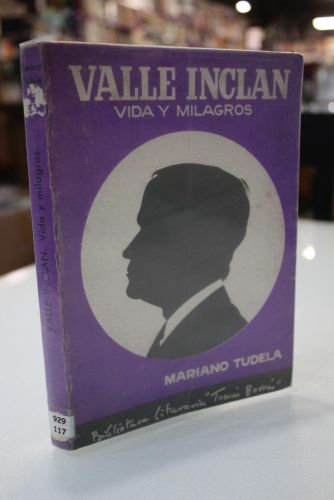 VALLE INCLAN
VIDA Y MILAGROS
MARIANO TUDELA
Biblioteca Literaria "Tomás Borrás"
VALLE-INCLAN. Vida y milagros
929
117